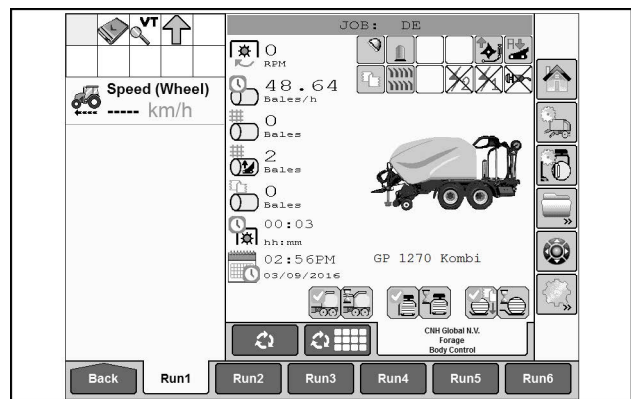 VT
JOB: DE
0
RPM
Speed (Wheel)
----- km/h
48.64
Bales/h
0
Bales
2
Bales
0
Bales
00:03
hh:mm
02:56PM
03/09/2016
GP 1270 Kombi
CNH Global N.V.
Forage
Body Control
Back
Run1
Run2
Run3
Run4
Run5
Run6